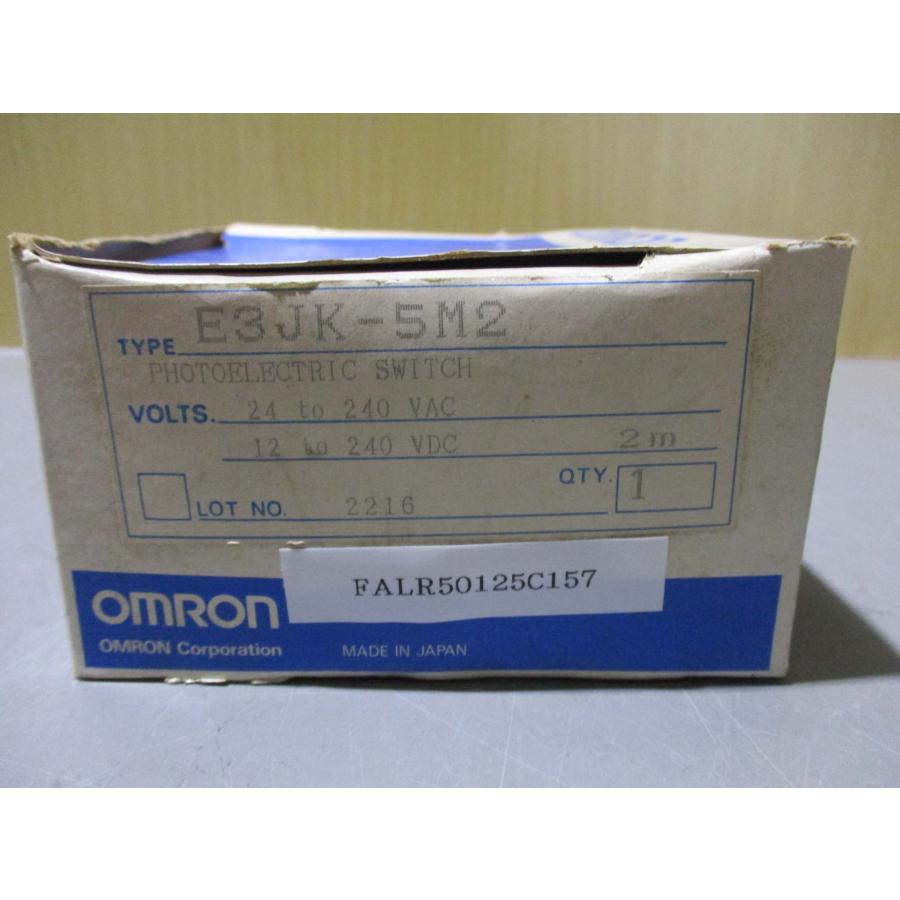 TYPE E3JK-5M2
PHOTOELECTRIC SWITCH
VOLTS. 24 to 240 VAC
12 to 240 VDC 2m
QTY. 1
LOT NO. 2216
FALR50125C157
OMRON
OMRON Corporation MADE IN JAPAN